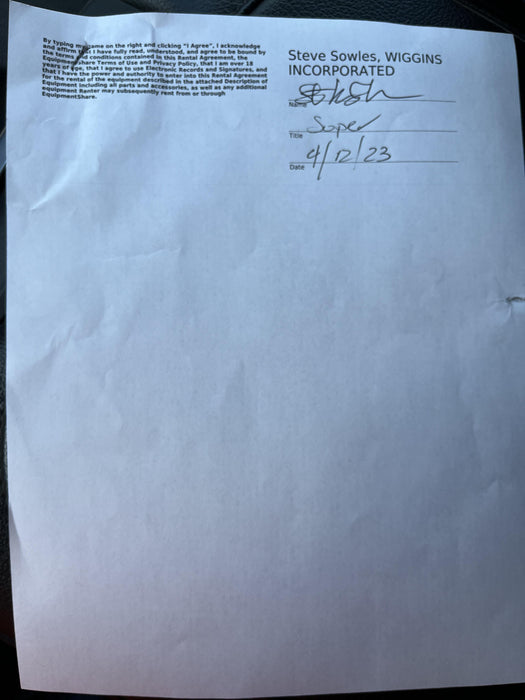 By typing my name on the right and clicking "I Agree", I acknowledge
and affirm that I have fully read, understood, and agree to be bound by
the terms and conditions contained in this Rental Agreement, the
EquipmentShare Terms of Use and Privacy Policy, that I am over 18
years of age, that I agree to use Electronic Records and Signatures, and
that I have the power and authority to enter into this Rental Agreement
for the rental of the equipment described in the attached Description of
Equipment including all parts and accessories, as well as any additional
equipment Renter may subsequently rent from or through
EquipmentShare.
Steve Sowles, WIGGINS
INCORPORATED
Name
Super
Title
4/12/23
Date